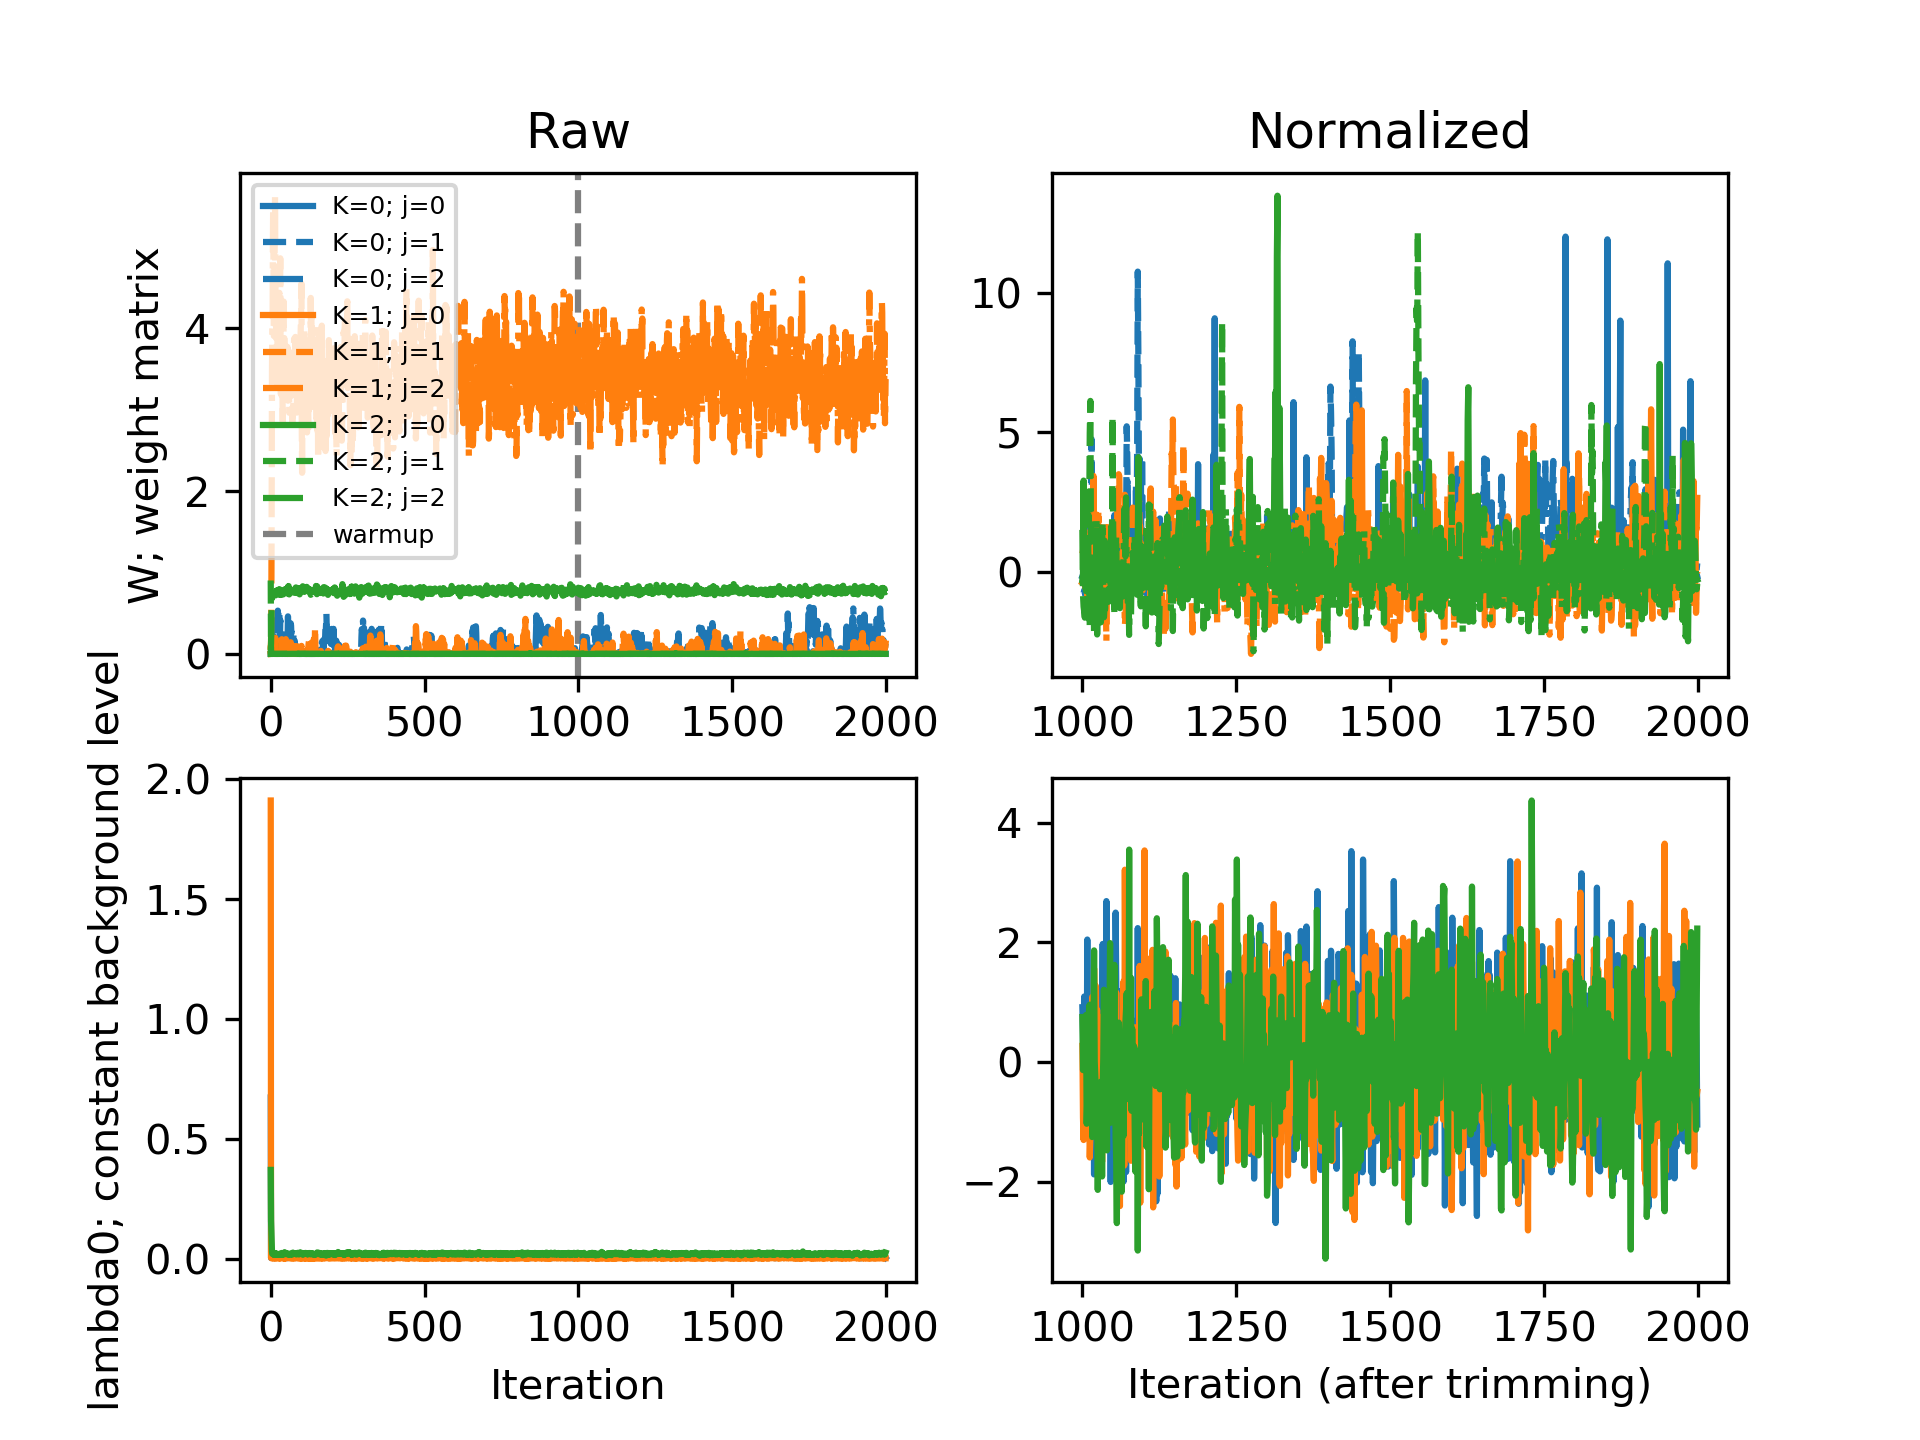 Raw
Normalized
W; weight matrix
4
2
0
K=0; j=0
K=0; j=1
K=0; j=2
K=1; j=0
K=1; j=1
K=1; j=2
K=2; j=0
K=2; j=1
K=2; j=2
warmup
0 500 1000 1500 2000
10
5
0
1000 1250 1500 1750 2000
lambda0; constant background level
2.0
1.5
1.0
0.5
0.0
0 500 1000 1500 2000
Iteration
4
2
0
−2
1000 1250 1500 1750 2000
Iteration (after trimming)